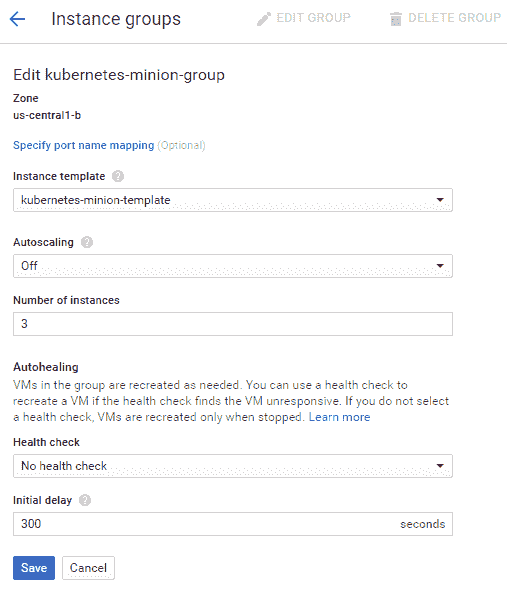 Instance groups
EDIT GROUP
DELETE GROUP
Edit kubernetes-minion-group
Zone
us-central1-b
Specify port name mapping (Optional)
Instance template ?
kubernetes-minion-template
Autoscaling ?
Off
Number of instances
3
Autohealing
VMs in the group are recreated as needed. You can use a health check to
recreate a VM if the health check finds the VM unresponsive. If you do not select
a health check, VMs are recreated only when stopped. Learn more
Health check
No health check
Initial delay ?
300 seconds
Save Cancel